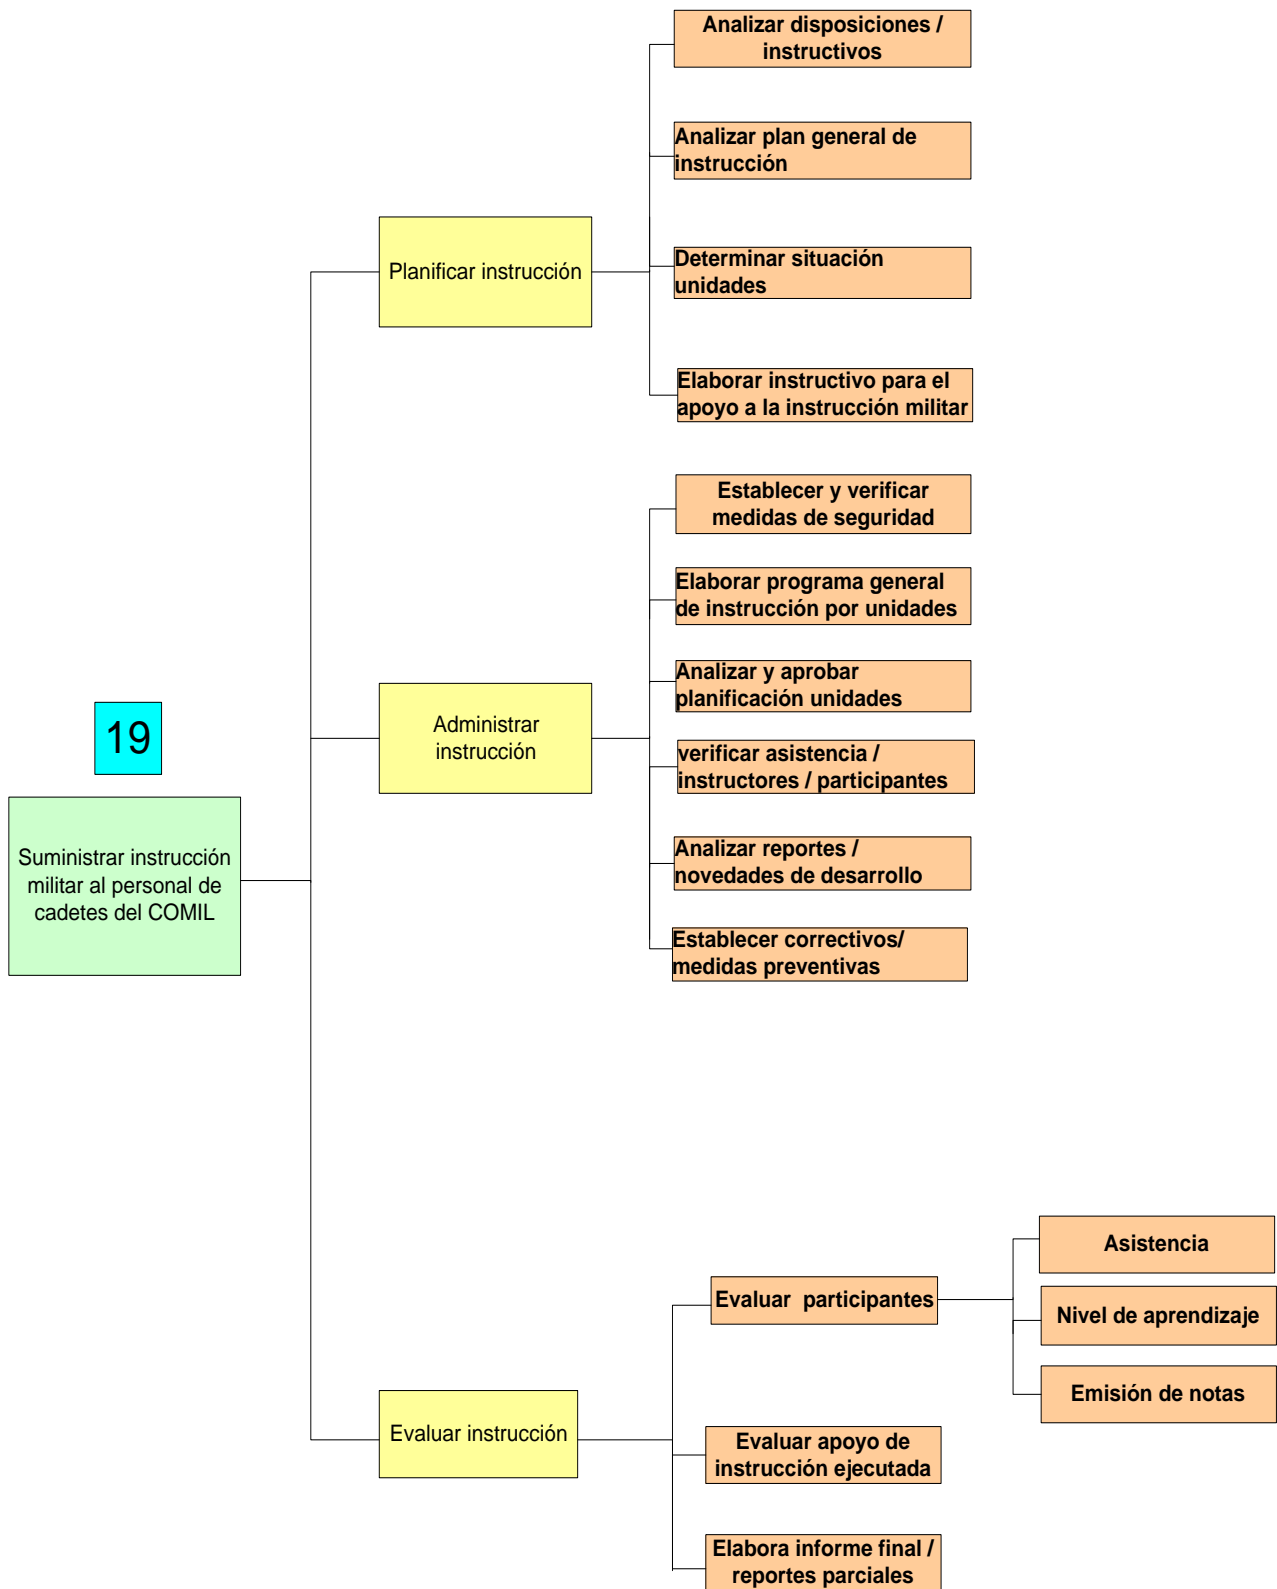 19
Suministrar instrucción
militar al personal de
cadetes del COMIL
Planificar instrucción
Analizar disposiciones /
instructivos
Analizar plan general de
instrucción
Determinar situación
unidades
Elaborar instructivo para el
apoyo a la instrucción militar
Administrar
instrucción
Establecer y verificar
medidas de seguridad
Elaborar programa general
de instrucción por unidades
Analizar y aprobar
planificación unidades
verificar asistencia /
instructores / participantes
Analizar reportes /
novedades de desarrollo
Establecer correctivos/
medidas preventivas
Evaluar instrucción
Evaluar participantes
Asistencia
Nivel de aprendizaje
Emisión de notas
Evaluar apoyo de
instrucción ejecutada
Elabora informe final /
reportes parciales